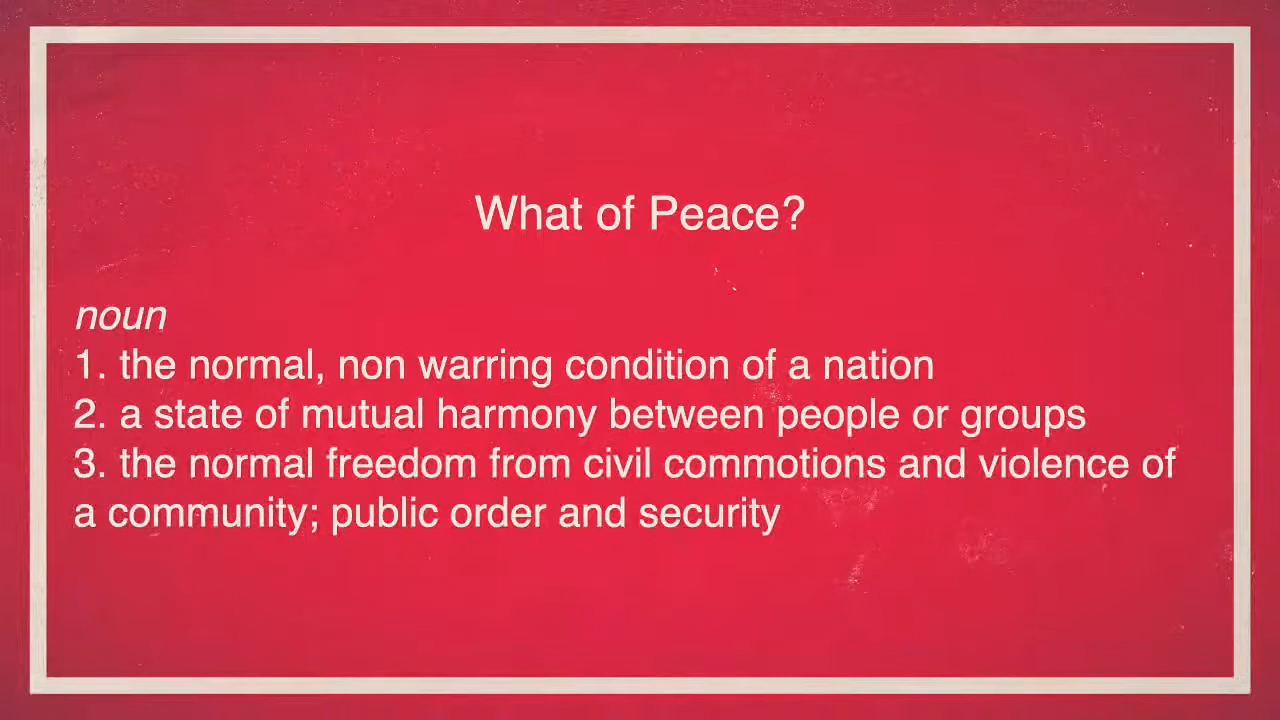 What of Peace?
noun
1. the normal, non warring condition of a nation
2. a state of mutual harmony between people or groups
3. the normal freedom from civil commotions and violence of
a community; public order and security